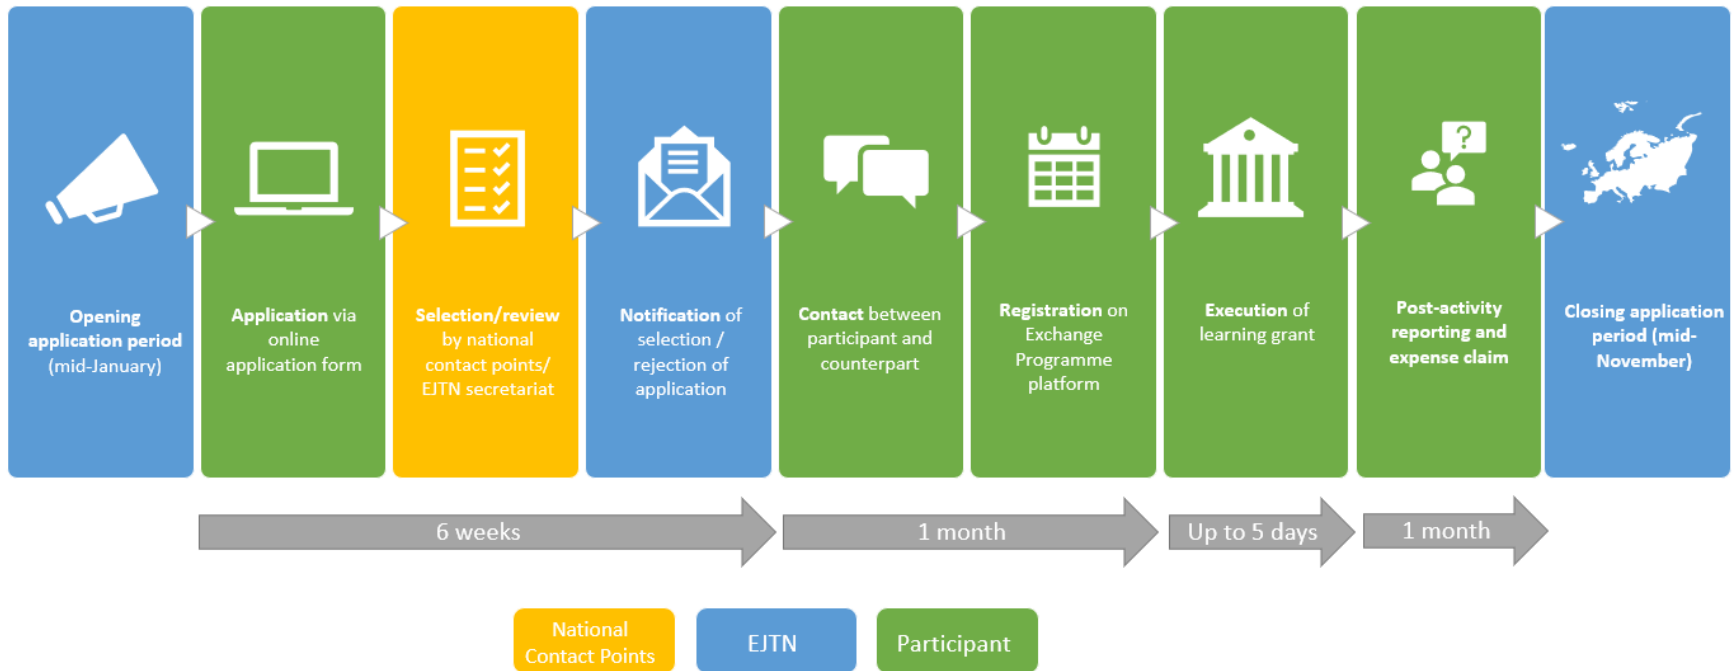 Opening
application period
(mid-January)
Application via
online
application form
Selection/review
by national
contact points/
EJTN secretariat
Notification of
selection /
rejection of
application
Contact between
participant and
counterpart
Registration on
Exchange
Programme
platform
Execution of
learning grant
?
Post-activity
reporting and
expense claim
Closing application
period (mid-
November)
6 weeks
1 month
Up to 5 days
1 month
National
Contact Points
EJTN
Participant